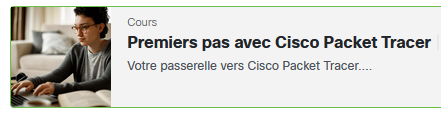 Cours
Premiers pas avec Cisco Packet Tracer
Votre passerelle vers Cisco Packet Tracer....